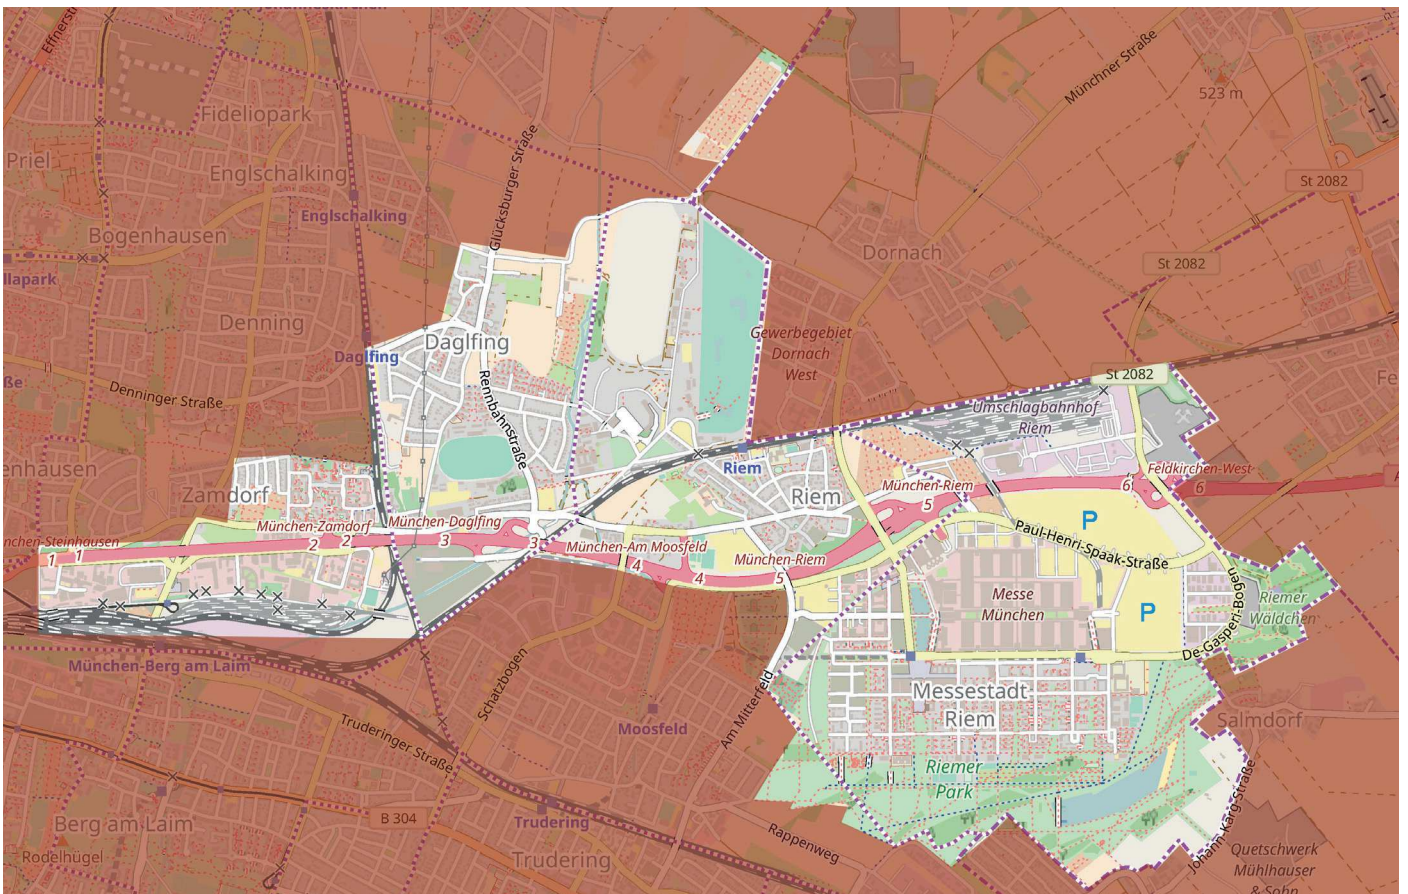 Effnerstr
Fideliopark
Priel
Englschalking
Englschalking
Bogenhausen
llapark
Glücksburger Straße
Münchner Straße
523 m
St 2082
St 2082
Dornach
Denning
Daglfing
Daglfing
Gewerbegebiet
Dornach
West
St 2082
Denninger Straße
Rennbahnstraße
Umschlagbahnhof
Riem
enhausen
Zamdorf
Riem
Riem
München-Riem
5
Feldkirchen-West
6
6
München-Zamdorf
München-Daglfing
nchen-Steinhausen
1
1
2
2
3
3
München-Am Moosfeld
4
4
München-Riem
5
P
Paul-Henri-Spaak-Straße
Messe
München
P
De-Gasperi-Bogen
Riemer
Wäldchen
München-Berg am Laim
Schatzbogen
Am Mitterfeld
Moosfeld
Messestadt
Riem
Salmdorf
Truderinger Straße
Riemer
Park
Johann-Karg-Straße
Berg am Laim
B 304
Trudering
Trudering
Rappenweg
Rodelhügel
Quetschwerk
Mühlhauser
& Sohn